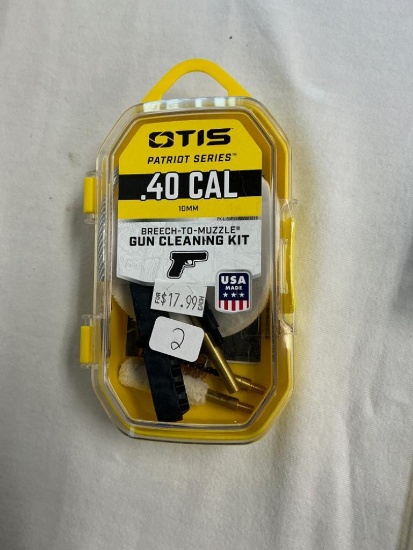 OTIS
PATRIOT SERIES™
.40 CAL
10MM
BREECH-TO-MUZZLE®
GUN CLEANING KIT
USA
MADE
$17.99
2